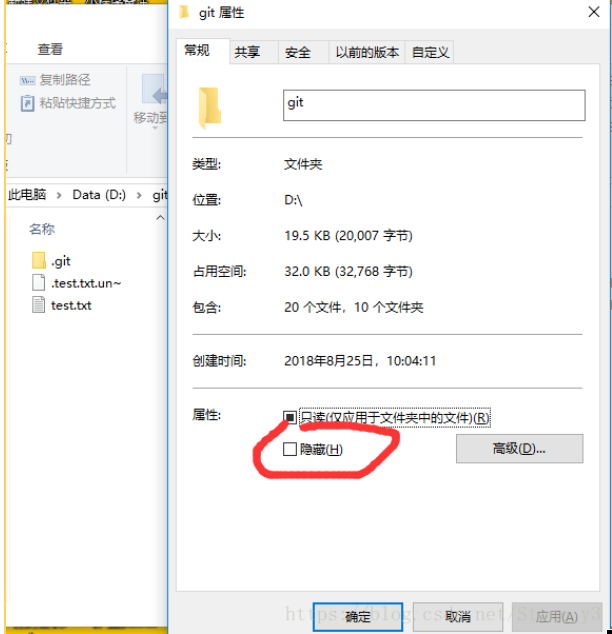 git 属性
查看
常规 共享 安全 以前的版本 自定义
复制路径
粘贴快捷方式
移动到
git
类型: 文件夹
此电脑 > Data (D:) > git
位置: D:\
名称
大小: 19.5 KB (20,007 字节)
.git
占用空间: 32.0 KB (32,768 字节)
.test.txt.un~
test.txt
包含: 20 个文件，10 个文件夹
创建时间: 2018年8月25日，10:04:11
属性: 只读(仅应用于文件夹中的文件)(R)
隐藏(H)
高级(D)...
确定 取消 应用(A)